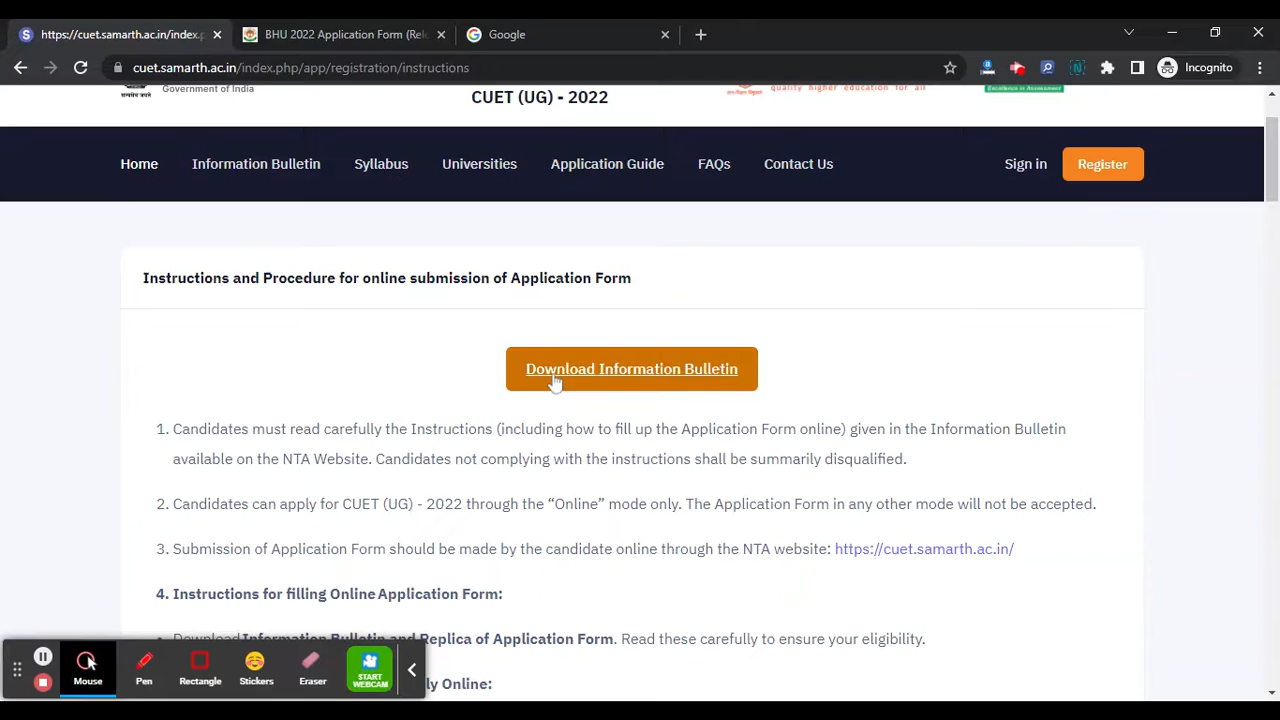 https://cuet.samarth.ac.in/index.p
BHU 2022 Application Form (Rel
Google
cuet.samarth.ac.in/index.php/app/registration/instructions
Incognito
सत्यमेव जयते
Government of India
CUET (UG) - 2022
quality higher education for all
Excellence in Assessment
Home
Information Bulletin
Syllabus
Universities
Application Guide
FAQs
Contact Us
Sign in
Register
Instructions and Procedure for online submission of Application Form
Download Information Bulletin
1. Candidates must read carefully the Instructions (including how to fill up the Application Form online) given in the Information Bulletin
available on the NTA Website. Candidates not complying with the instructions shall be summarily disqualified.
2. Candidates can apply for CUET (UG) - 2022 through the “Online” mode only. The Application Form in any other mode will not be accepted.
3. Submission of Application Form should be made by the candidate online through the NTA website: https://cuet.samarth.ac.in/
4. Instructions for filling Online Application Form:
Download Information Bulletin and Replica of Application Form. Read these carefully to ensure your eligibility.
ly Online:
Mouse
Pen
Rectangle
Stickers
Eraser
START
WEBCAM